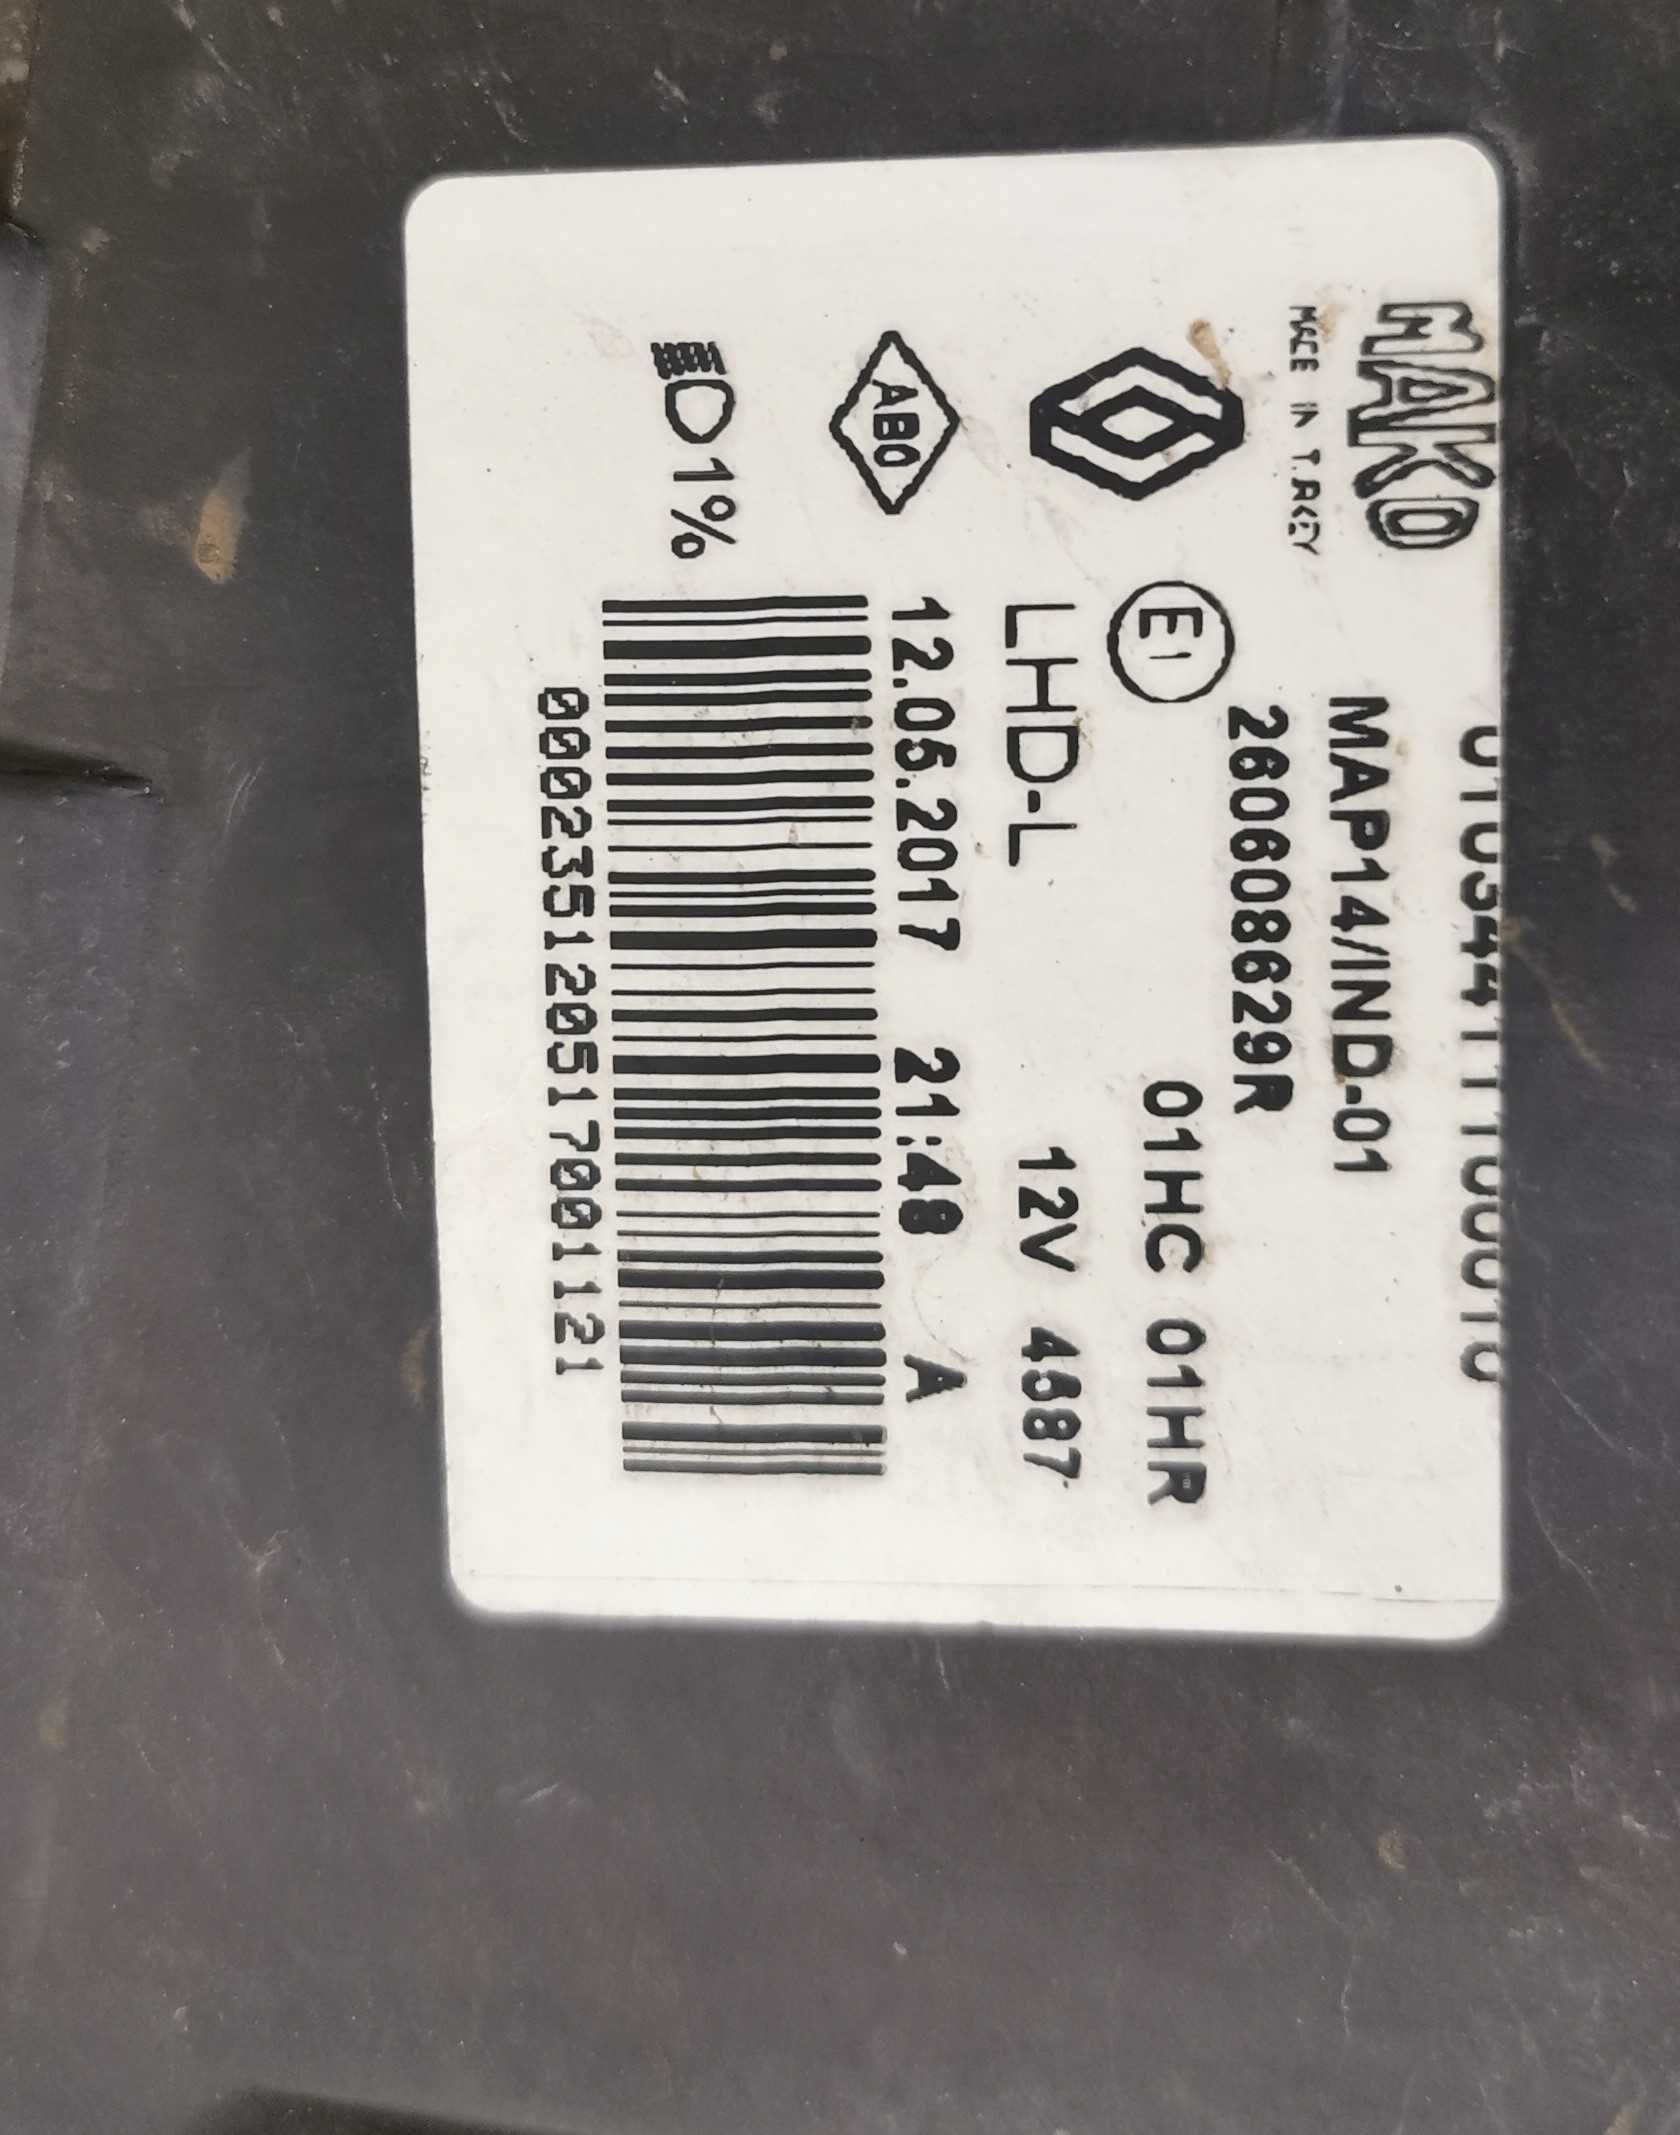 MAKO
MADE IN TURKEY
MAP14/IND-01
260608629R
E1
01HC 01HR
LHD-L
12V 4587
AB0
12.05.2017 21:48 A
1%
000235120517001121